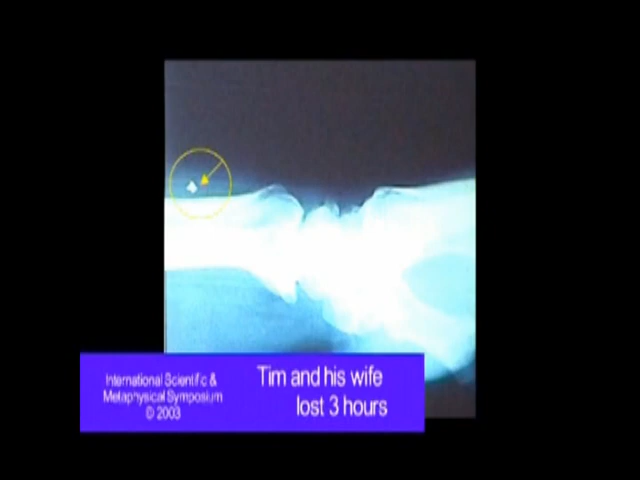 International Scientific &
Metaphysical Symposium
© 2003
Tim and his wife
lost 3 hours